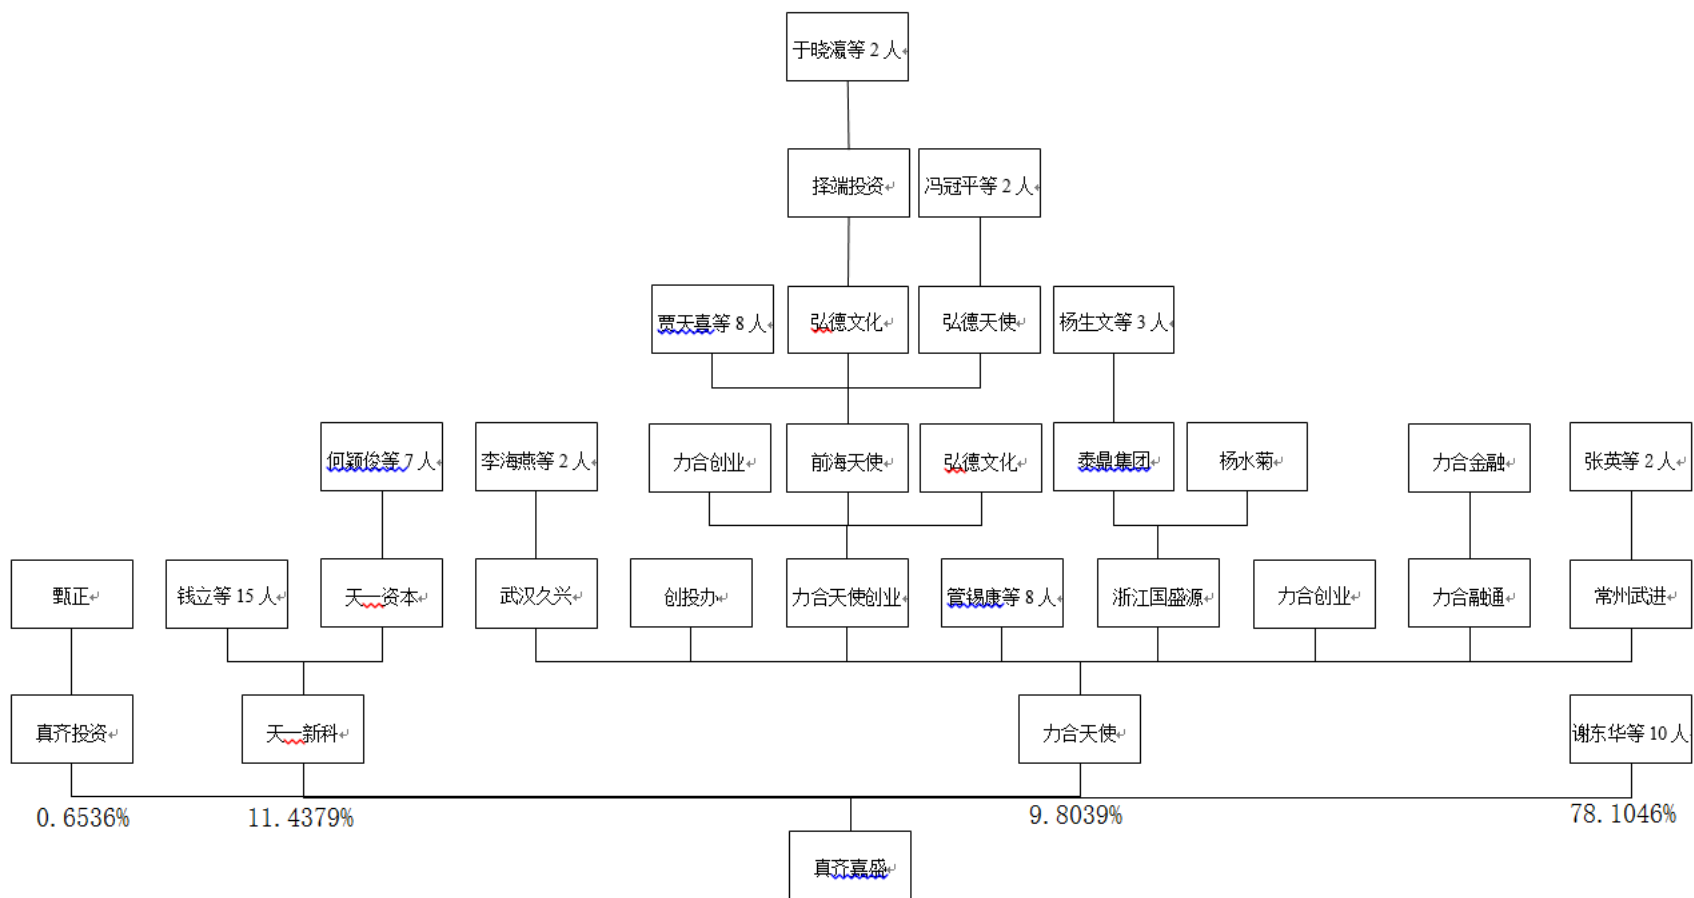 于晓灜等 2 人
择端投资
冯冠平等 2 人
贾天喜等 8 人
弘德文化
弘德天使
杨生文等 3 人
何颖俊等 7 人
李海燕等 2 人
力合创业
前海天使
弘德文化
泰鼎集团
杨水菊
力合金融
张英等 2 人
甄正
钱立等 15 人
天一资本
武汉久兴
创投办
力合天使创业
管锡康等 8 人
浙江国盛源
力合创业
力合融通
常州武进
真齐投资
天一新科
力合天使
谢东华等 10 人
0.6536%
11.4379%
9.8039%
78.1046%
真齐嘉盛